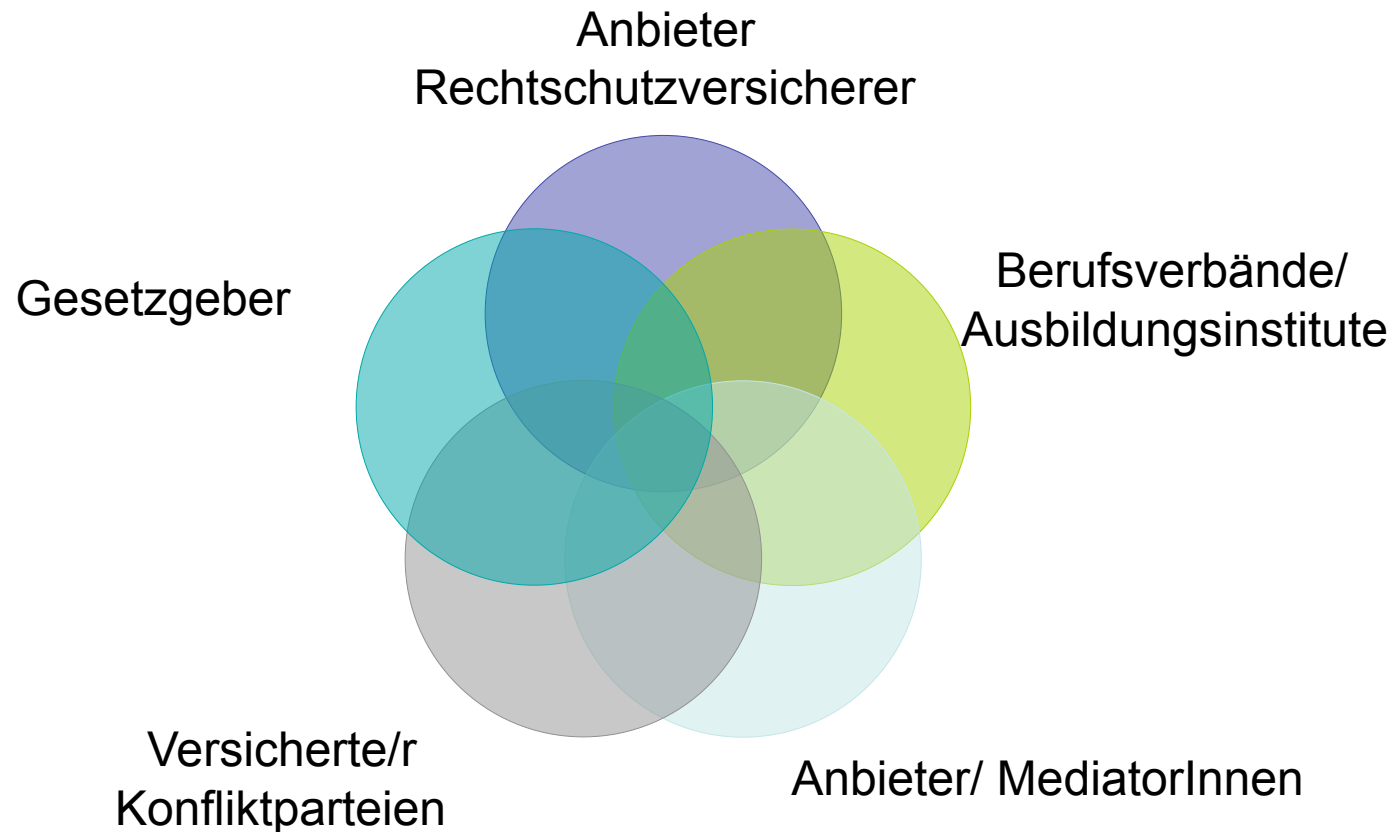 Anbieter
Rechtschutzversicherer
Gesetzgeber
Berufsverbände/
Ausbildungsinstitute
Versicherte/r
Konfliktparteien
Anbieter/ MediatorInnen